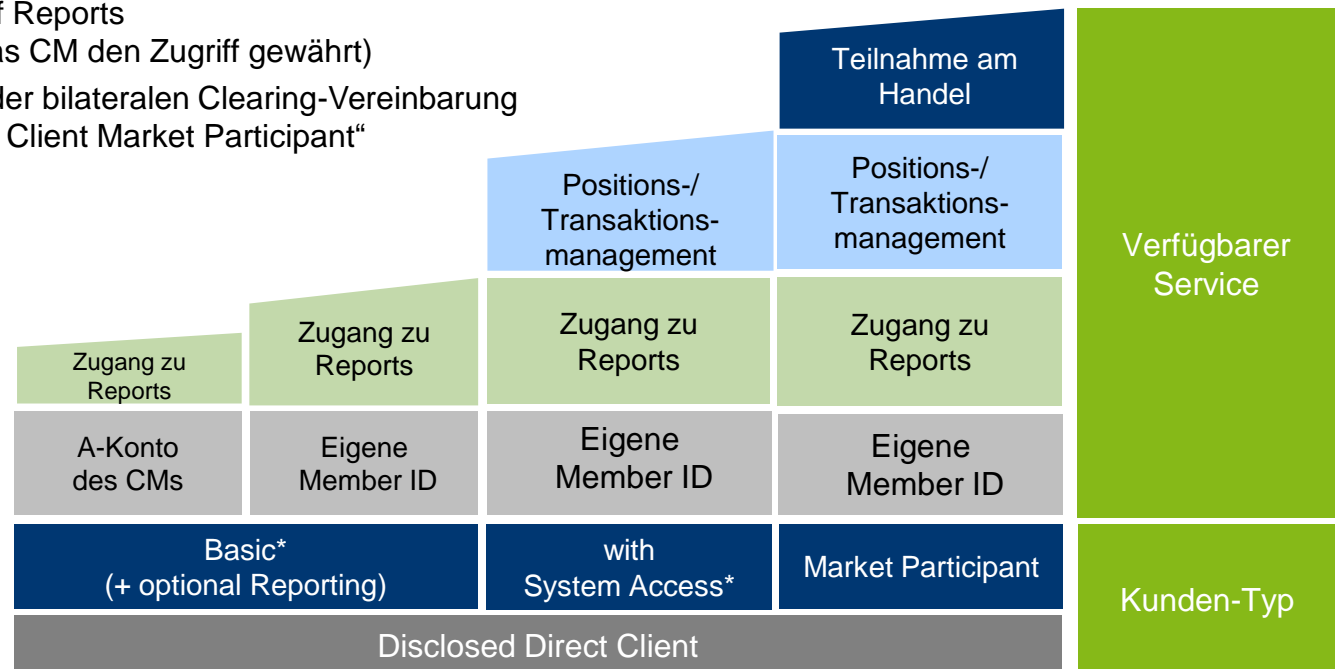 f Reports
as CM den Zugriff gewährt)
der bilateralen Clearing-Vereinbarung
Client Market Participant“
Teilnahme am
Handel
Positions-/
Transaktions-
management
Positions-/
Transaktions-
management
Verfügbarer
Service
Zugang zu
Reports
Zugang zu
Reports
Zugang zu
Reports
Zugang zu
Reports
A-Konto
des CMs
Eigene
Member ID
Eigene
Member ID
Eigene
Member ID
Basic*
(+ optional Reporting)
with
System Access*
Market Participant
Kunden-Typ
Disclosed Direct Client